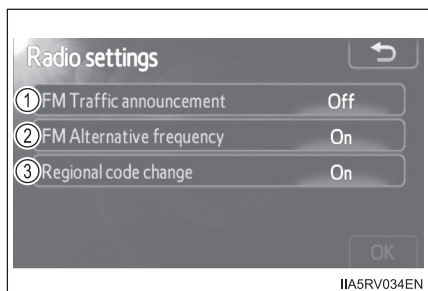 Radio settings
① FM Traffic announcement Off
② FM Alternative frequency On
③ Regional code change On
OK
IIA5RV034EN